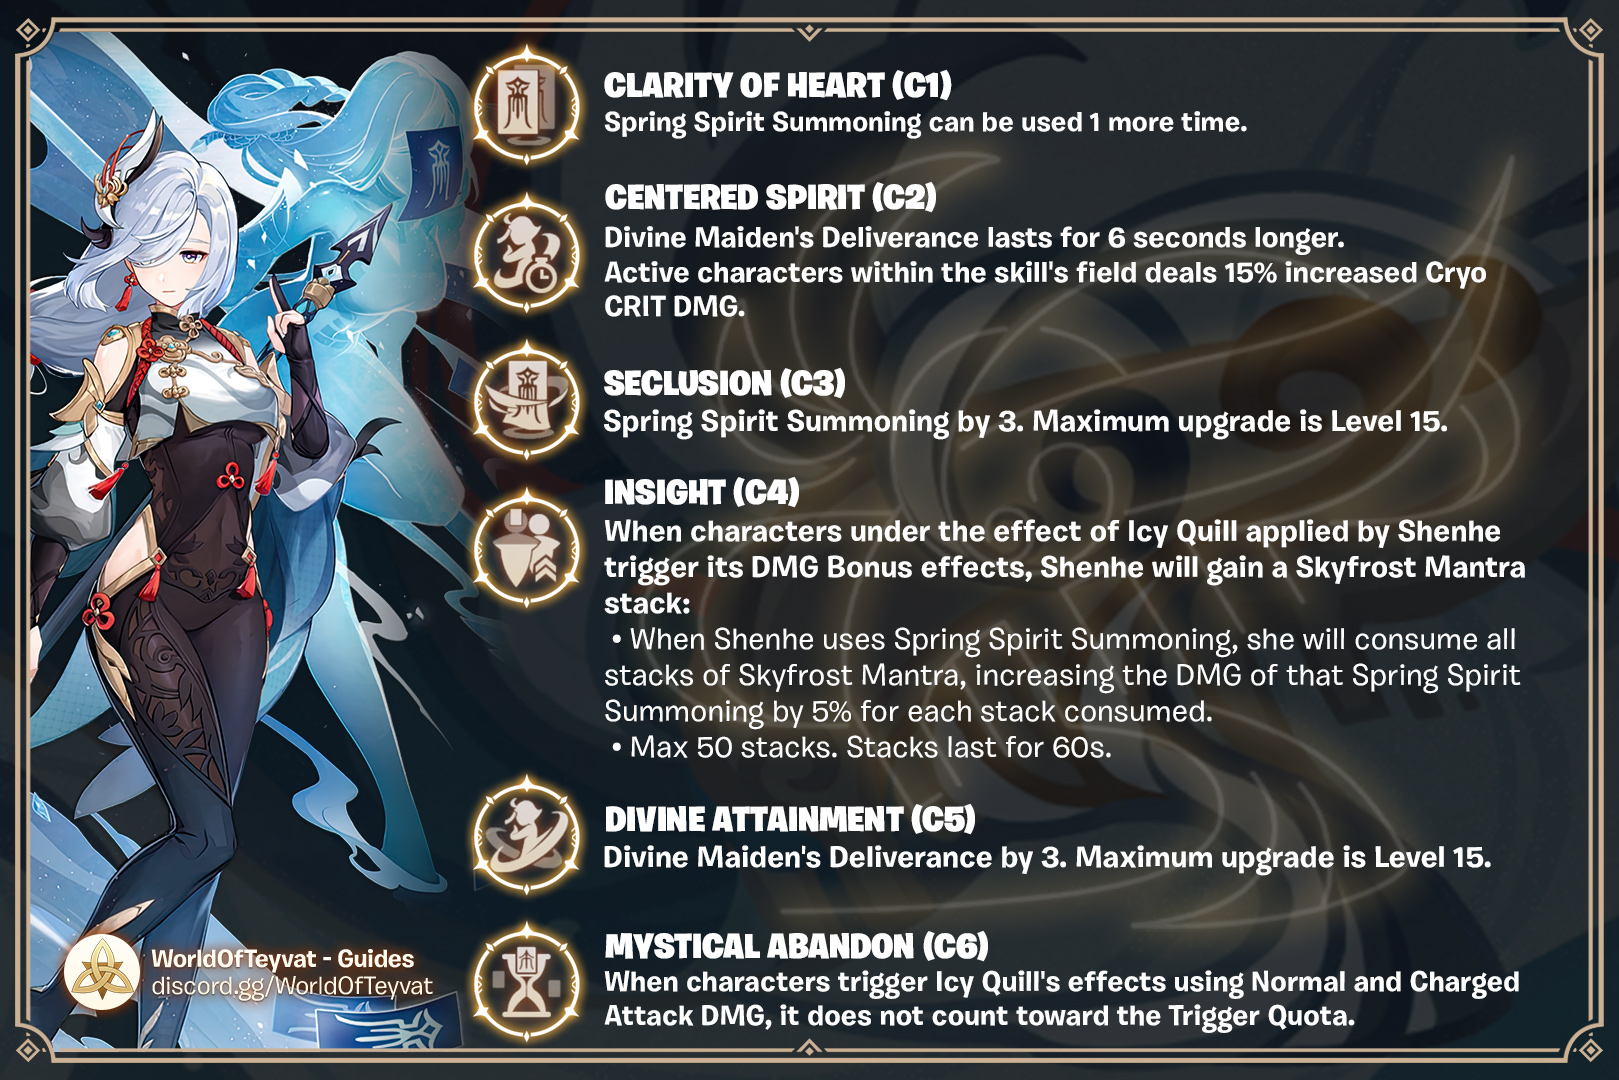 CLARITY OF HEART (C1)
Spring Spirit Summoning can be used 1 more time.
CENTERED SPIRIT (C2)
Divine Maiden's Deliverance lasts for 6 seconds longer.
Active characters within the skill's field deals 15% increased Cryo
CRIT DMG.
SECLUSION (C3)
Spring Spirit Summoning by 3. Maximum upgrade is Level 15.
INSIGHT (C4)
When characters under the effect of Icy Quill applied by Shenhe
trigger its DMG Bonus effects, Shenhe will gain a Skyfrost Mantra
stack:
• When Shenhe uses Spring Spirit Summoning, she will consume all
stacks of Skyfrost Mantra, increasing the DMG of that Spring Spirit
Summoning by 5% for each stack consumed.
• Max 50 stacks. Stacks last for 60s.
DIVINE ATTAINMENT (C5)
Divine Maiden's Deliverance by 3. Maximum upgrade is Level 15.
MYSTICAL ABANDON (C6)
When characters trigger Icy Quill's effects using Normal and Charged
Attack DMG, it does not count toward the Trigger Quota.
WorldOfTeyvat - Guides
discord.gg/WorldOfTeyvat